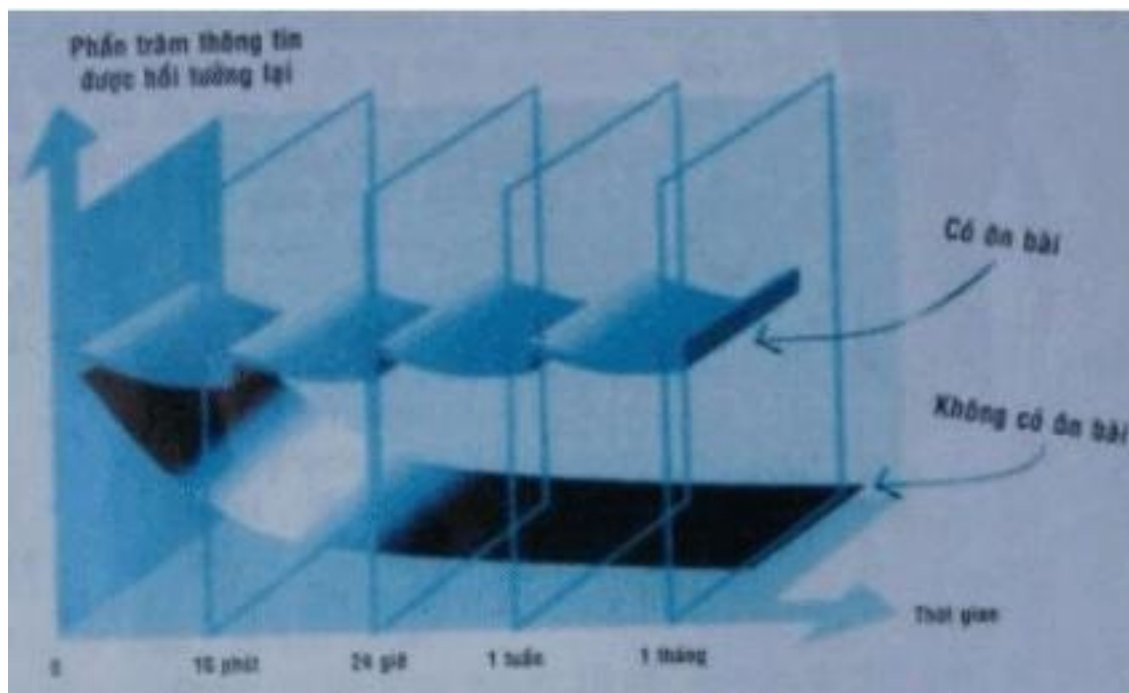 Phần trăm thông tin
được hồi tưởng lại
Có ôn bài
Không có ôn bài
Thời gian
0
10 phút
24 giờ
1 tuần
1 tháng